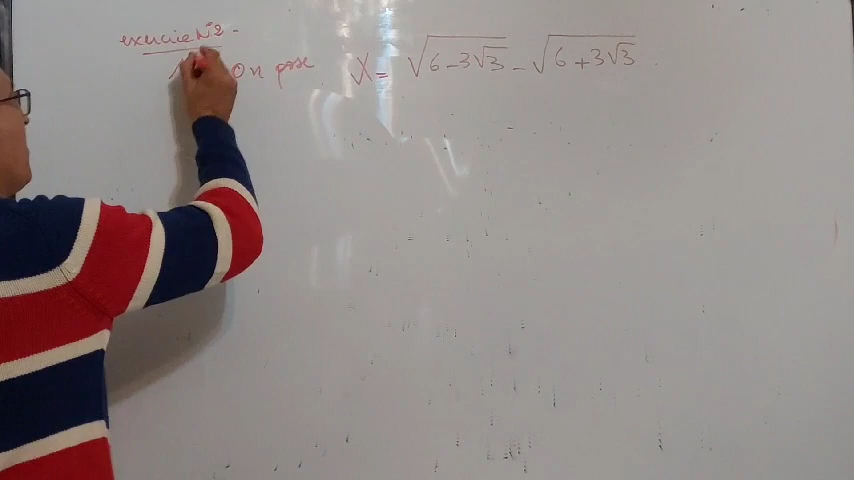 exercice N°2
On pose X = √(6-3√3) - √(6+3√3)